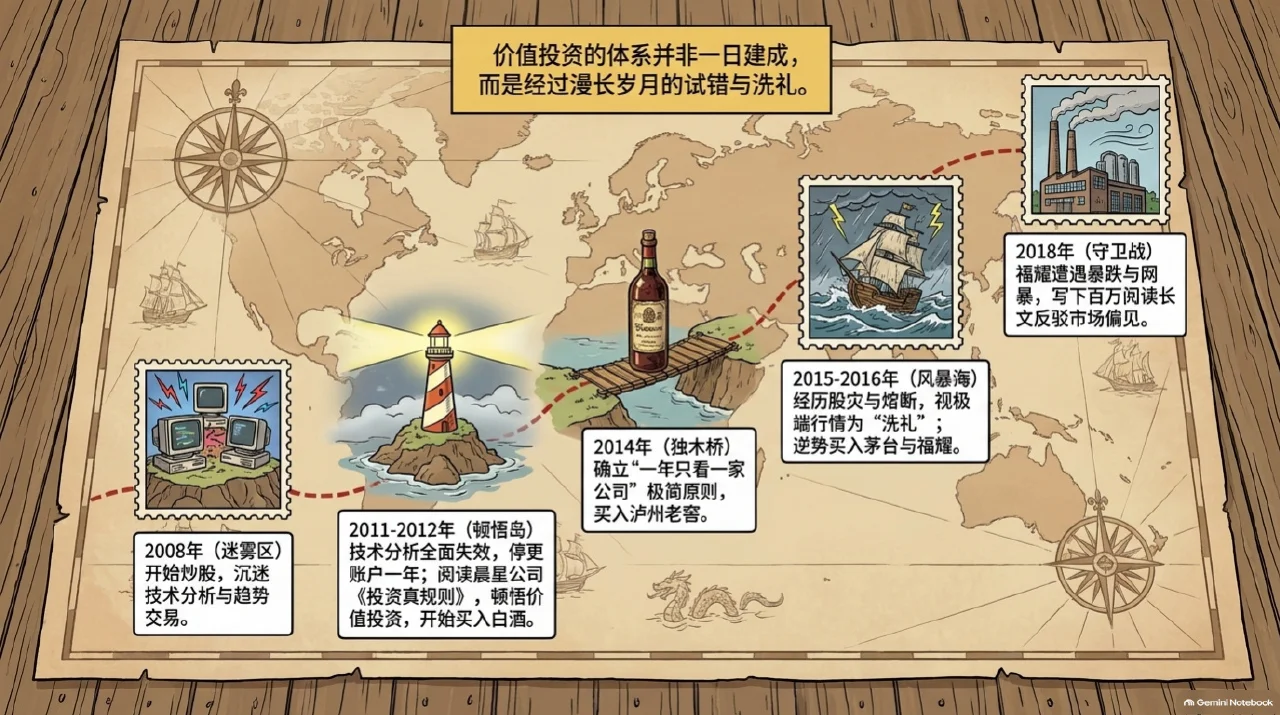 价值投资的体系并非一日建成，
而是经过漫长岁月的试错与洗礼。
2008年（迷雾区）
开始炒股，沉迷
技术分析与趋势
交易。
2011-2012年（顿悟岛）
技术分析全面失效，停更
账户一年；阅读晨星公司
《投资真规则》，顿悟价
值投资，开始买入白酒。
2014年（独木桥）
确立“一年只看一家
公司”极简原则，
买入泸州老窖。
2015-2016年（风暴海）
经历股灾与熔断，视极
端行情为“洗礼”；
逆势买入茅台与福耀。
2018年（守卫战）
福耀遭遇暴跌与网
暴，写下百万阅读长
文反驳市场偏见。
Gemini Notebook